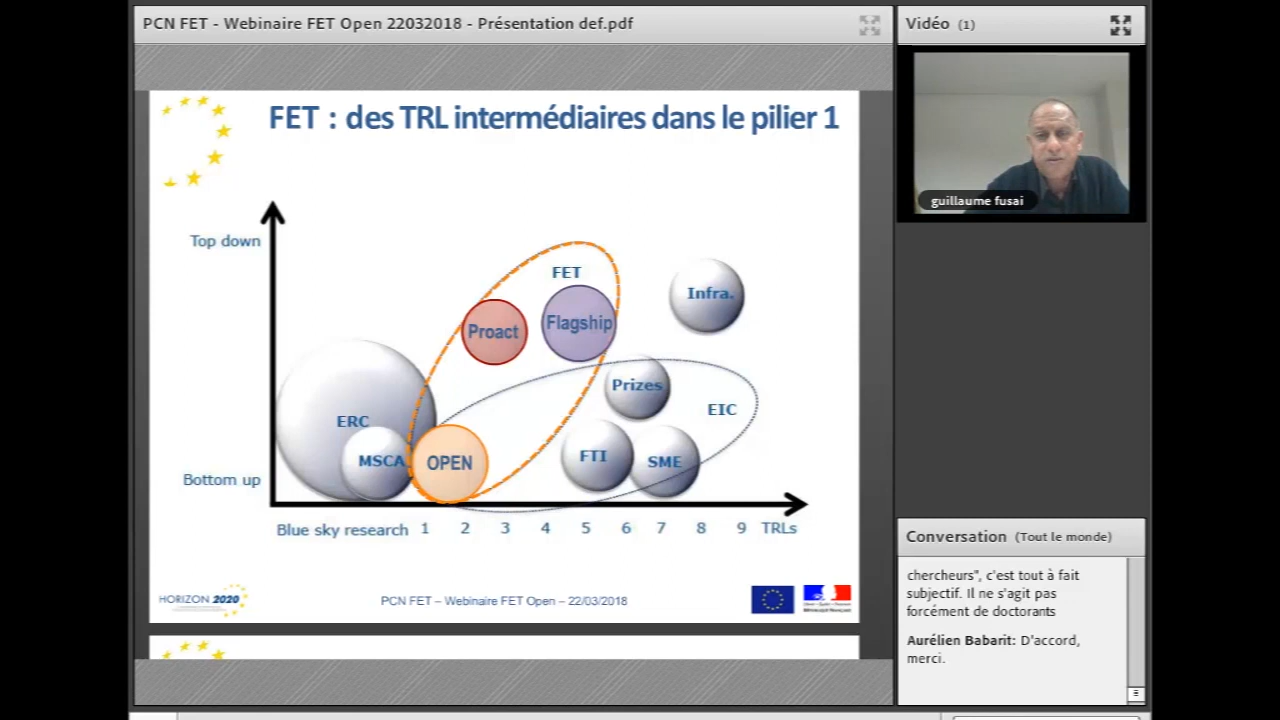 PCN FET - Webinaire FET Open 22032018 - Présentation def.pdf
FET : des TRL intermédiaires dans le pilier 1
Top down
FET
Infra.
Proact
Flagship
Prizes
EIC
ERC
MSCA
OPEN
FTI
SME
Bottom up
Blue sky research 1 2 3 4 5 6 7 8 9 TRLs
HORIZON 2020
PCN FET – Webinaire FET Open – 22/03/2018
Vidéo (1)
guillaume fusai
Conversation (Tout le monde)
chercheurs", c'est tout à fait
subjectif. Il ne s'agit pas
forcément de doctorants
Aurélien Babarit: D'accord,
merci.